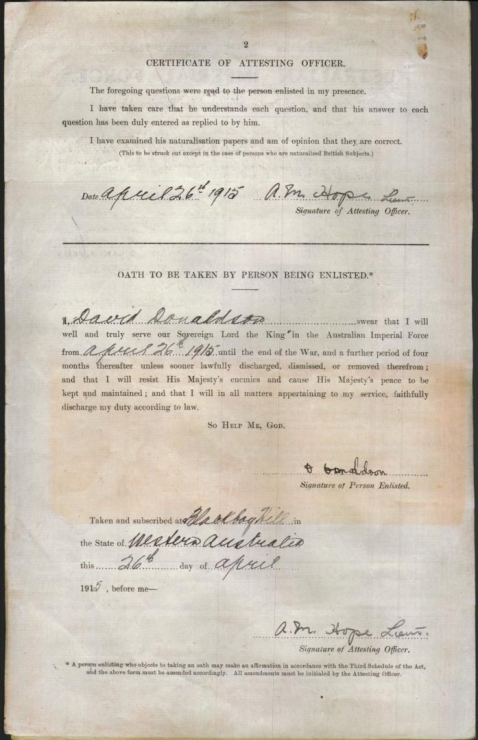 2
CERTIFICATE OF ATTESTING OFFICER.
The foregoing questions were read to the person enlisted in my presence.
I have taken care that he understands each question, and that his answer to each
question has been duly entered as replied to by him.
I have examined his naturalisation papers and am of opinion that they are correct.
(This to be struck out except in the case of persons who are naturalised British Subjects.)
Date April 26th 1915 A.M. Hope Lieut.
Signature of Attesting Officer.
OATH TO BE TAKEN BY PERSON BEING ENLISTED.*
I, David Donaldson swear that I will
well and truly serve our Sovereign Lord the King in the Australian Imperial Force
from April 26th 1915 until the end of the War, and a further period of four
months thereafter unless sooner lawfully discharged, dismissed, or removed therefrom;
and that I will resist His Majesty's enemies and cause His Majesty's peace to be
kept and maintained; and that I will in all matters appertaining to my service, faithfully
discharge my duty according to law.
SO HELP ME, GOD.
D Donaldson
Signature of Person Enlisted.
Taken and subscribed at Blackboy Hill in
the State of Western Australia
this 26th day of April
1915, before me—
A.M. Hope Lieut.
Signature of Attesting Officer.
* A person enlisting who objects to taking an oath may make an affirmation in accordance with the Third Schedule of the Act,
and the above form must be amended accordingly. All amendments must be initialed by the Attesting Officer.